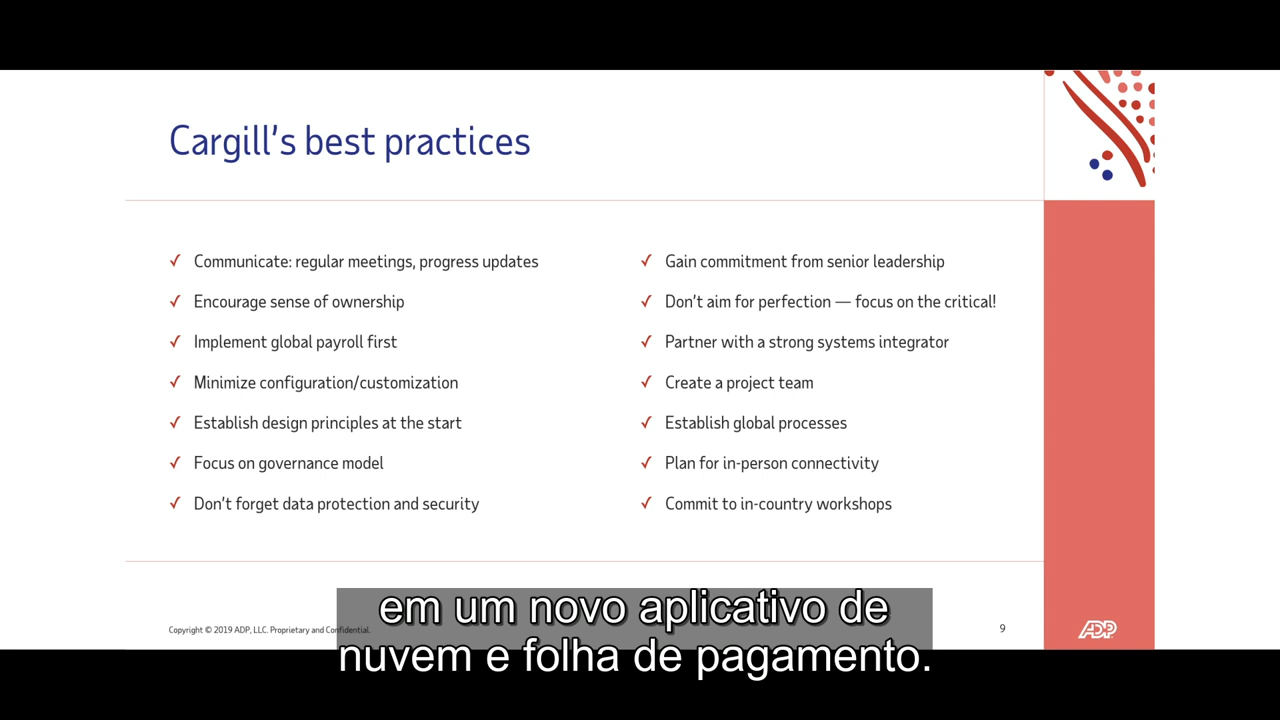 Cargill's best practices
✓ Communicate: regular meetings, progress updates
✓ Encourage sense of ownership
✓ Implement global payroll first
✓ Minimize configuration/customization
✓ Establish design principles at the start
✓ Focus on governance model
✓ Don't forget data protection and security
✓ Gain commitment from senior leadership
✓ Don't aim for perfection — focus on the critical!
✓ Partner with a strong systems integrator
✓ Create a project team
✓ Establish global processes
✓ Plan for in-person connectivity
✓ Commit to in-country workshops
Copyright © 2019 ADP, LLC. Proprietary and Confidential.
9
ADP
em um novo aplicativo de
nuvem e folha de pagamento.